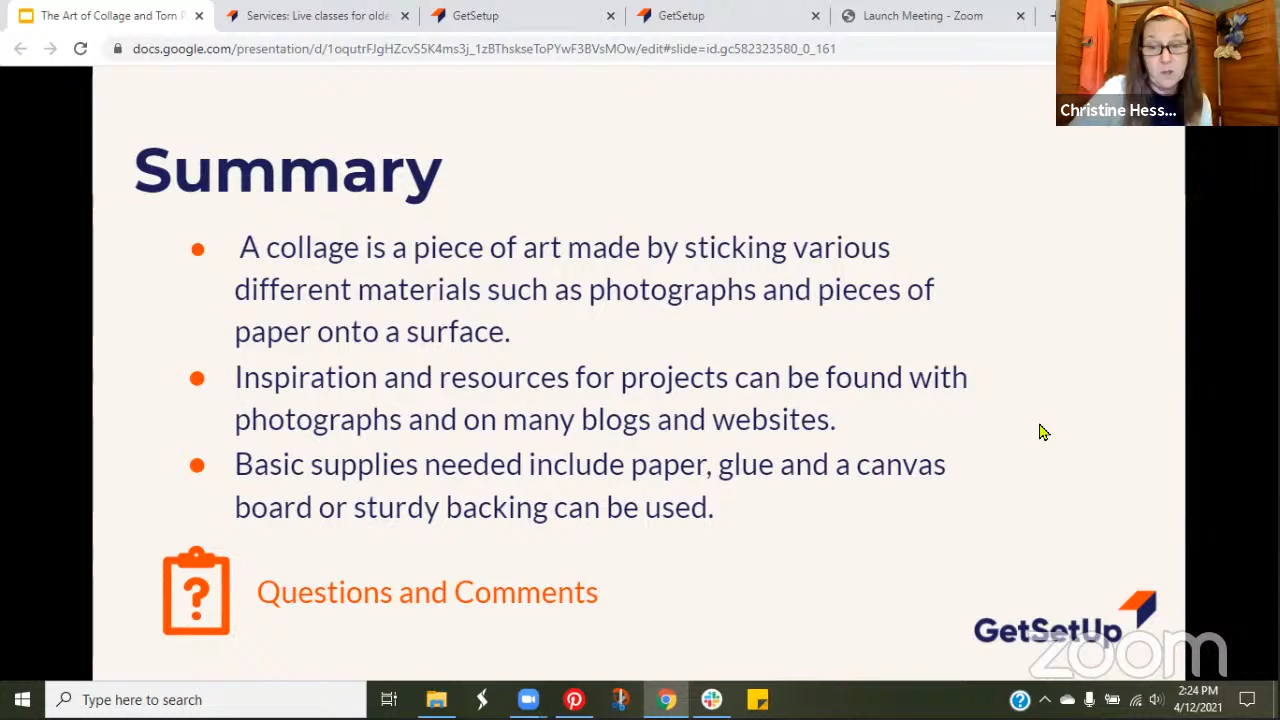 The Art of Collage and Torn P
Services: Live classes for olde
GetSetup
GetSetup
Launch Meeting - Zoom
docs.google.com/presentation/d/1oqutrFJgHZcvS5K4ms3j_1zBThskseToPYwF3BVsMOw/edit#slide=id.gc582323580_0_161
Christine Hess...
Summary
A collage is a piece of art made by sticking various
different materials such as photographs and pieces of
paper onto a surface.
Inspiration and resources for projects can be found with
photographs and on many blogs and websites.
Basic supplies needed include paper, glue and a canvas
board or sturdy backing can be used.
? Questions and Comments
GetSetUp
zoom
Type here to search
2:24 PM
4/12/2021